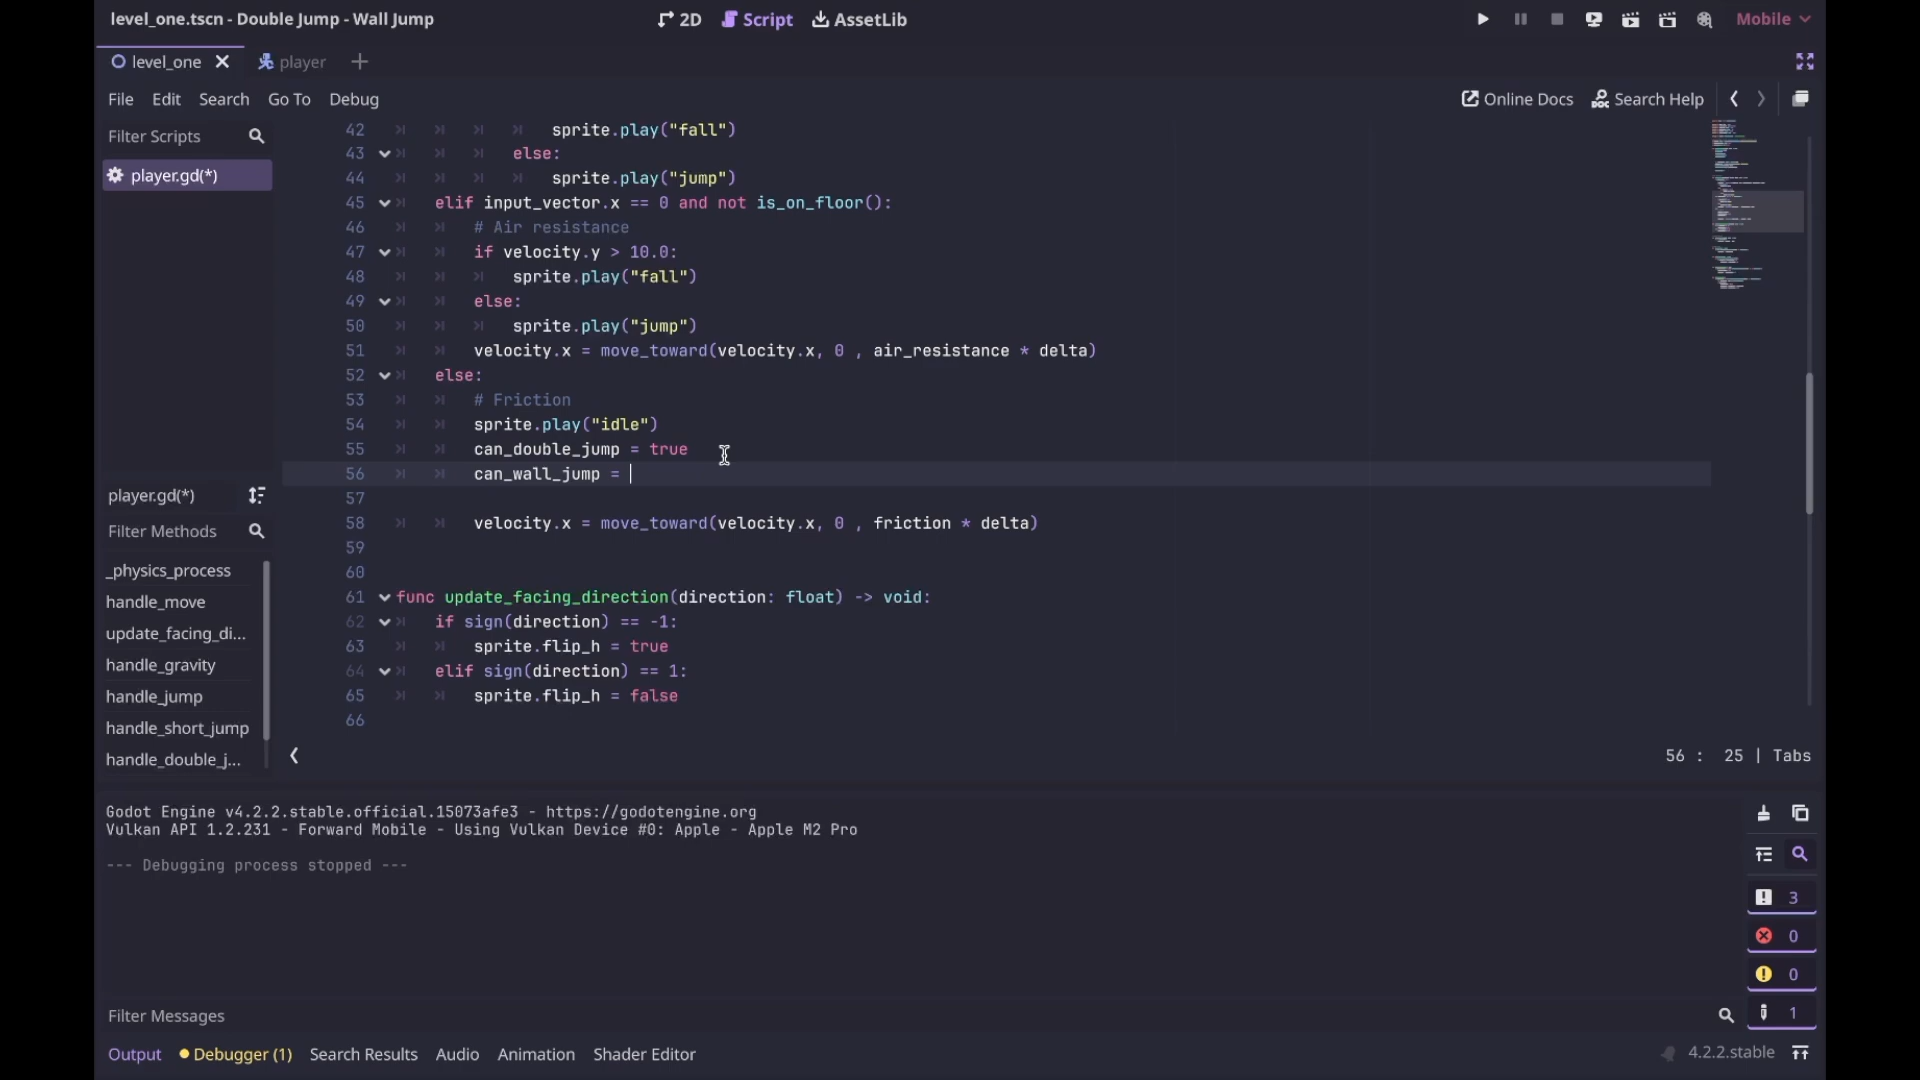 level_one.tscn - Double Jump - Wall Jump
2D Script AssetLib
Mobile
level_one player
File Edit Search Go To Debug
Online Docs Search Help
Filter Scripts
player.gd(*)
player.gd(*)
Filter Methods
_physics_process
handle_move
update_facing_di...
handle_gravity
handle_jump
handle_short_jump
handle_double_j...
42 sprite.play("fall")
43 else:
44 sprite.play("jump")
45 elif input_vector.x == 0 and not is_on_floor():
46 # Air resistance
47 if velocity.y > 10.0:
48 sprite.play("fall")
49 else:
50 sprite.play("jump")
51 velocity.x = move_toward(velocity.x, 0 , air_resistance * delta)
52 else:
53 # Friction
54 sprite.play("idle")
55 can_double_jump = true
56 can_wall_jump =
57
58 velocity.x = move_toward(velocity.x, 0 , friction * delta)
59
60
61 func update_facing_direction(direction: float) -> void:
62 if sign(direction) == -1:
63 sprite.flip_h = true
64 elif sign(direction) == 1:
65 sprite.flip_h = false
66
56 : 25 | Tabs
Godot Engine v4.2.2.stable.official.15073afe3 - https://godotengine.org
Vulkan API 1.2.231 - Forward Mobile - Using Vulkan Device #0: Apple - Apple M2 Pro
--- Debugging process stopped ---
3
0
0
1
Filter Messages
Output Debugger (1) Search Results Audio Animation Shader Editor
4.2.2.stable